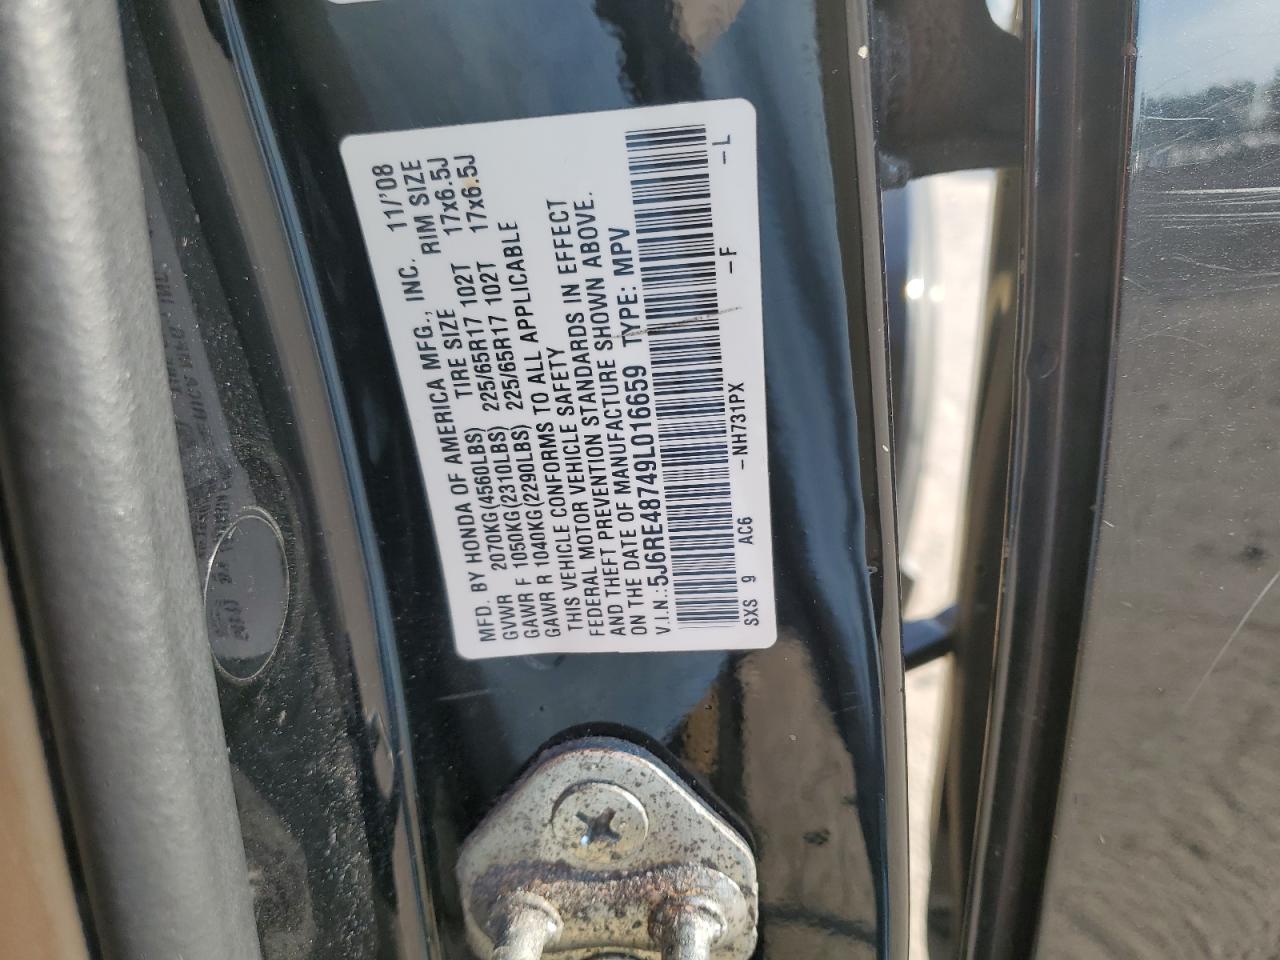 MFD. BY HONDA OF AMERICA MFG., INC. 11/'08
GVWR 2070KG(4560LBS) TIRE SIZE RIM SIZE
GAWR F 1050KG(2310LBS) 225/65R17 102T 17x6.5J
GAWR R 1040KG(2290LBS) 225/65R17 102T 17x6.5J
THIS VEHICLE CONFORMS TO ALL APPLICABLE
FEDERAL MOTOR VEHICLE SAFETY
AND THEFT PREVENTION STANDARDS IN EFFECT
ON THE DATE OF MANUFACTURE SHOWN ABOVE.
V.I.N.:5J6RE48749L016659 TYPE: MPV
SXS 9 AC6 -NH731PX -F -L